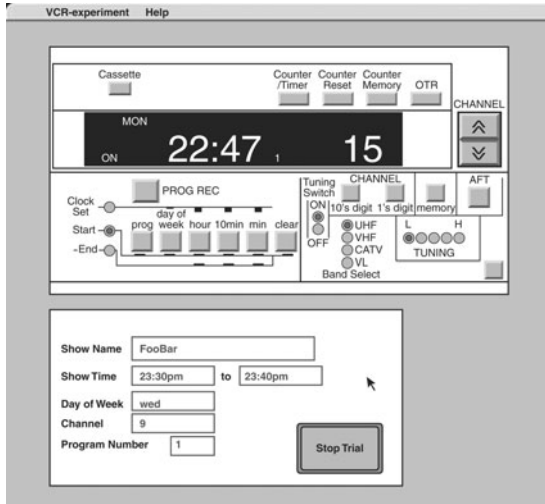 VCR-experiment Help
Cassette
Counter /Timer
Counter Reset
Counter Memory
OTR
CHANNEL
MON
ON 22:47 1 15
PROG REC
Clock Set
Start
-End
prog
day of week
hour
10min
min
clear
Tuning Switch
ON
OFF
CHANNEL
10's digit 1's digit
memory
AFT
UHF
VHF
CATV
VL
Band Select
L H
TUNING
Show Name FooBar
Show Time 23:30pm to 23:40pm
Day of Week wed
Channel 9
Program Number 1
Stop Trial